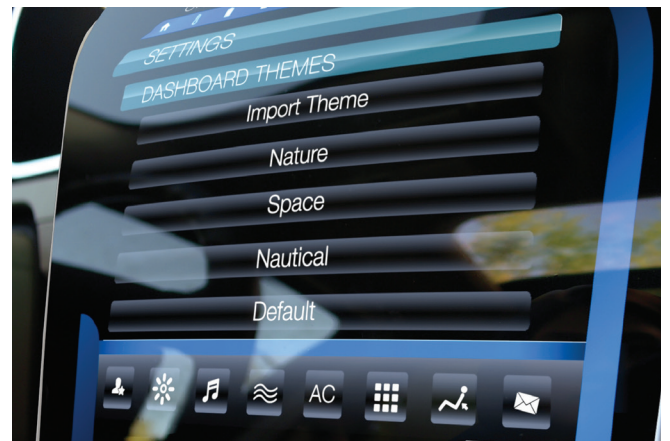 SETTINGS
DASHBOARD THEMES
Import Theme
Nature
Space
Nautical
Default
AC